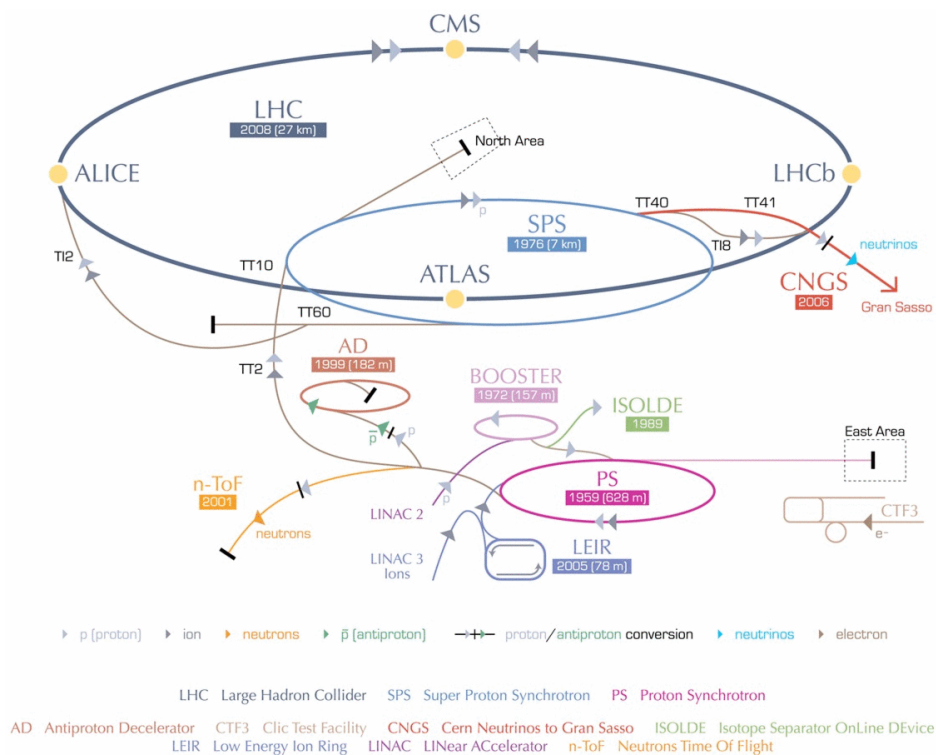 CMS
LHC
2008 (27 km)
North Area
ALICE
LHCb
TT40
TT41
SPS
1976 (7 km)
p
TI8
TI2
TT10
neutrinos
ATLAS
CNGS
2006
Gran Sasso
TT60
AD
1999 (182 m)
TT2
BOOSTER
1972 (157 m)
ISOLDE
1989
p̅
p
East Area
n-ToF
2001
PS
1959 (628 m)
p
LINAC 2
neutrons
CTF3
e–
LEIR
2005 (78 m)
LINAC 3
Ions
p (proton) ion neutrons p̅ (antiproton) proton/antiproton conversion neutrinos electron
LHC Large Hadron Collider SPS Super Proton Synchrotron PS Proton Synchrotron
AD Antiproton Decelerator CTF3 Clic Test Facility CNGS Cern Neutrinos to Gran Sasso ISOLDE Isotope Separator OnLine DEvice
LEIR Low Energy Ion Ring LINAC LINear ACcelerator n-ToF Neutrons Time Of Flight